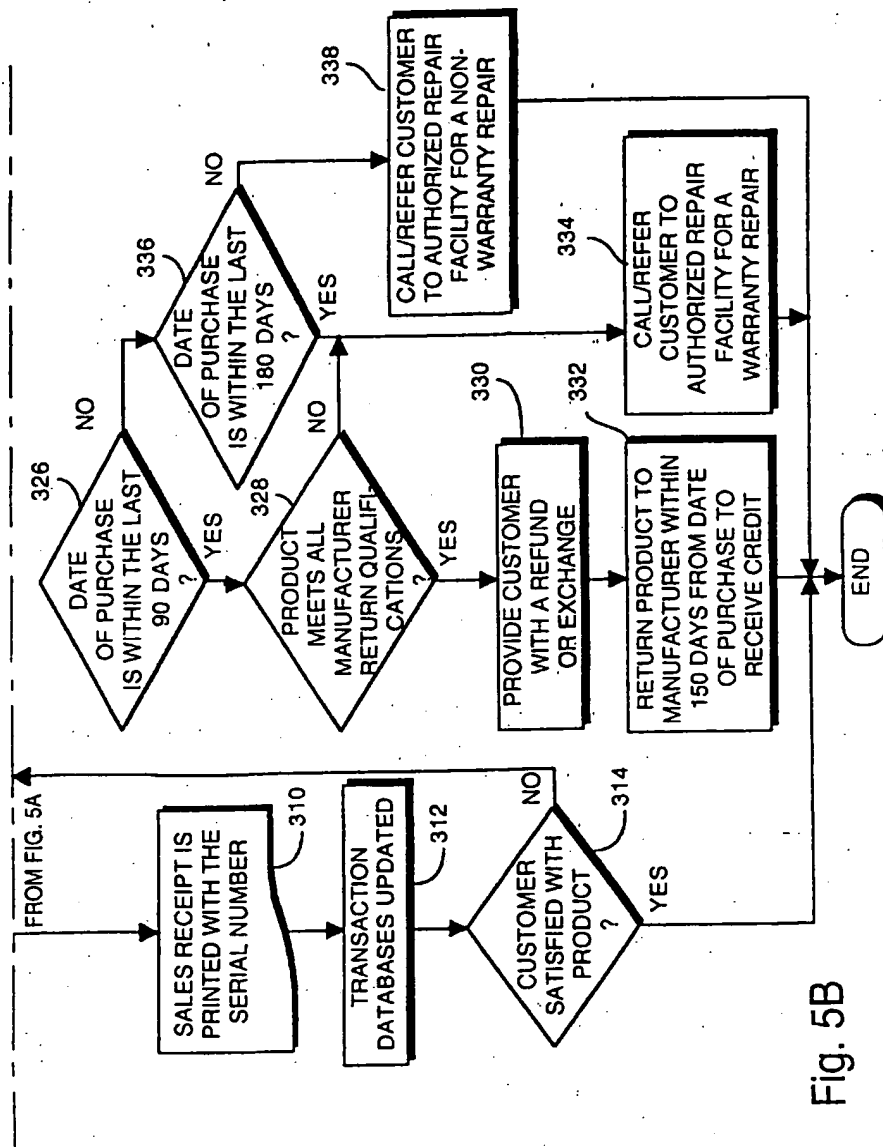 FROM FIG. 5A
SALES RECEIPT IS
PRINTED WITH THE
SERIAL NUMBER
310
TRANSACTION
DATABASES UPDATED
312
CUSTOMER
SATISFIED WITH
PRODUCT
?
314
NO
YES
326
DATE
OF PURCHASE
IS WITHIN THE LAST
90 DAYS
?
NO
YES
328
PRODUCT
MEETS ALL
MANUFACTURER
RETURN QUALIFI-
CATIONS
?
NO
YES
330
PROVIDE CUSTOMER
WITH A REFUND
OR EXCHANGE
332
RETURN PRODUCT TO
MANUFACTURER WITHIN
150 DAYS FROM DATE
OF PURCHASE TO
RECEIVE CREDIT
336
DATE
OF PURCHASE
IS WITHIN THE LAST
180 DAYS
?
NO
YES
338
CALL/REFER CUSTOMER
TO AUTHORIZED REPAIR
FACILITY FOR A NON-
WARRANTY REPAIR
334
CALL/REFER
CUSTOMER TO
AUTHORIZED REPAIR
FACILITY FOR A
WARRANTY REPAIR
END
Fig. 5B